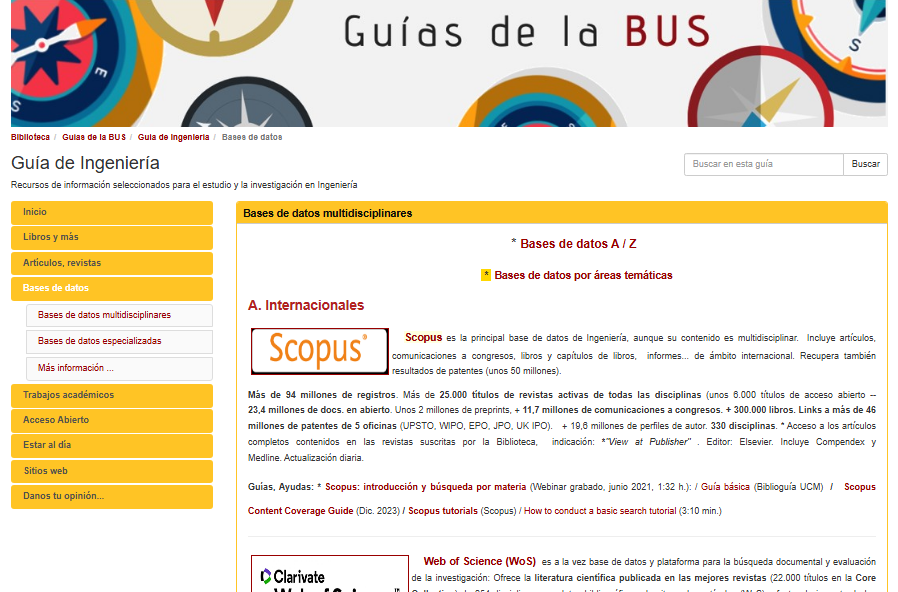 Guías de la BUS
S
E
S
Biblioteca / Guías de la BUS / Guía de Ingeniería / Bases de datos
Guía de Ingeniería
Buscar en esta guía
Buscar
Recursos de información seleccionados para el estudio y la investigación en Ingeniería
Inicio
Libros y más
Artículos, revistas
Bases de datos
Bases de datos multidisciplinares
Bases de datos especializadas
Más información ...
Trabajos académicos
Acceso Abierto
Estar al día
Sitios web
Danos tu opinión...
Bases de datos multidisciplinares
* Bases de datos A / Z
* Bases de datos por áreas temáticas
A. Internacionales
Scopus®
Scopus es la principal base de datos de Ingeniería, aunque su contenido es multidisciplinar. Incluye artículos,
comunicaciones a congresos, libros y capítulos de libros, informes... de ámbito internacional. Recupera también
resultados de patentes (unos 50 millones).
Más de 94 millones de registros. Más de 25.000 títulos de revistas activas de todas las disciplinas (unos 6.000 títulos de acceso abierto --
23,4 millones de docs. en abierto. Unos 2 millones de preprints, + 11,7 millones de comunicaciones a congresos. + 300.000 libros. Links a más de 46
millones de patentes de 5 oficinas (UPSTO, WIPO, EPO, JPO, UK IPO). + 19,6 millones de perfiles de autor. 330 disciplinas. * Acceso a los artículos
completos contenidos en las revistas suscritas por la Biblioteca, indicación: *"View at Publisher" . Editor: Elsevier. Incluye Compendex y
Medline. Actualización diaria.
Guías, Ayudas: * Scopus: introducción y búsqueda por materia (Webinar grabado, junio 2021, 1:32 h.): / Guía básica (Biblioguía UCM) / Scopus
Content Coverage Guide (Dic. 2023) / Scopus tutorials (Scopus) / How to conduct a basic search tutorial (3:10 min.)
Clarivate
Web of Science (WoS) es a la vez base de datos y plataforma para la búsqueda documental y evaluación
de la investigación: Ofrece la literatura científica publicada en las mejores revistas (22.000 títulos en la Core